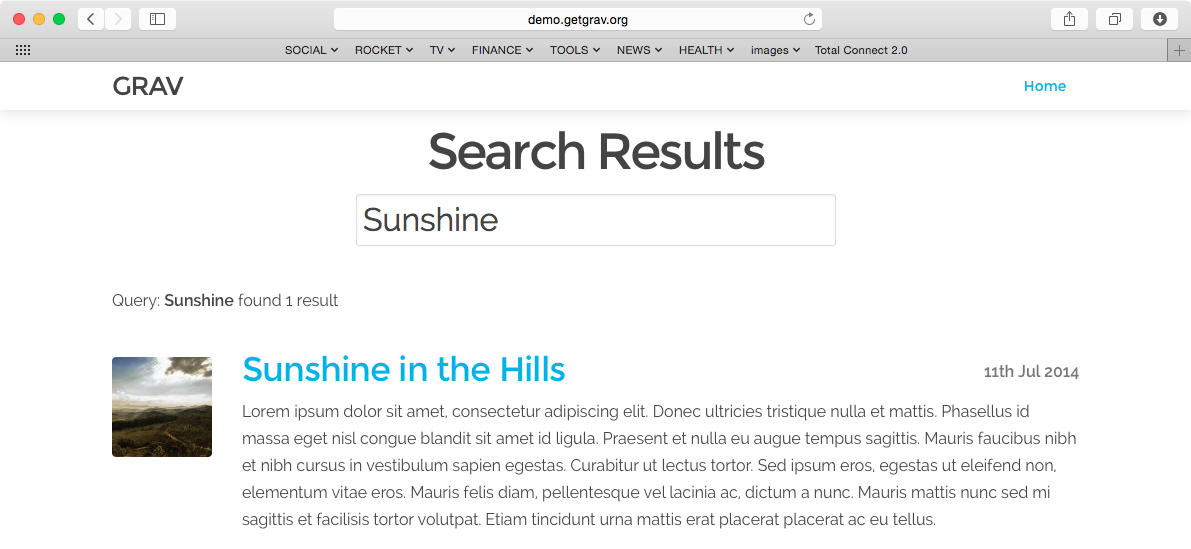 demo.getgrav.org
SOCIAL ROCKET TV FINANCE TOOLS NEWS HEALTH images Total Connect 2.0
GRAV Home
Search Results
Sunshine
Query: Sunshine found 1 result
Sunshine in the Hills 11th Jul 2014
Lorem ipsum dolor sit amet, consectetur adipiscing elit. Donec ultricies tristique nulla et mattis. Phasellus id
massa eget nisl congue blandit sit amet id ligula. Praesent et nulla eu augue tempus sagittis. Mauris faucibus nibh
et nibh cursus in vestibulum sapien egestas. Curabitur ut lectus tortor. Sed ipsum eros, egestas ut eleifend non,
elementum vitae eros. Mauris felis diam, pellentesque vel lacinia ac, dictum a nunc. Mauris mattis nunc sed mi
sagittis et facilisis tortor volutpat. Etiam tincidunt urna mattis erat placerat placerat ac eu tellus.